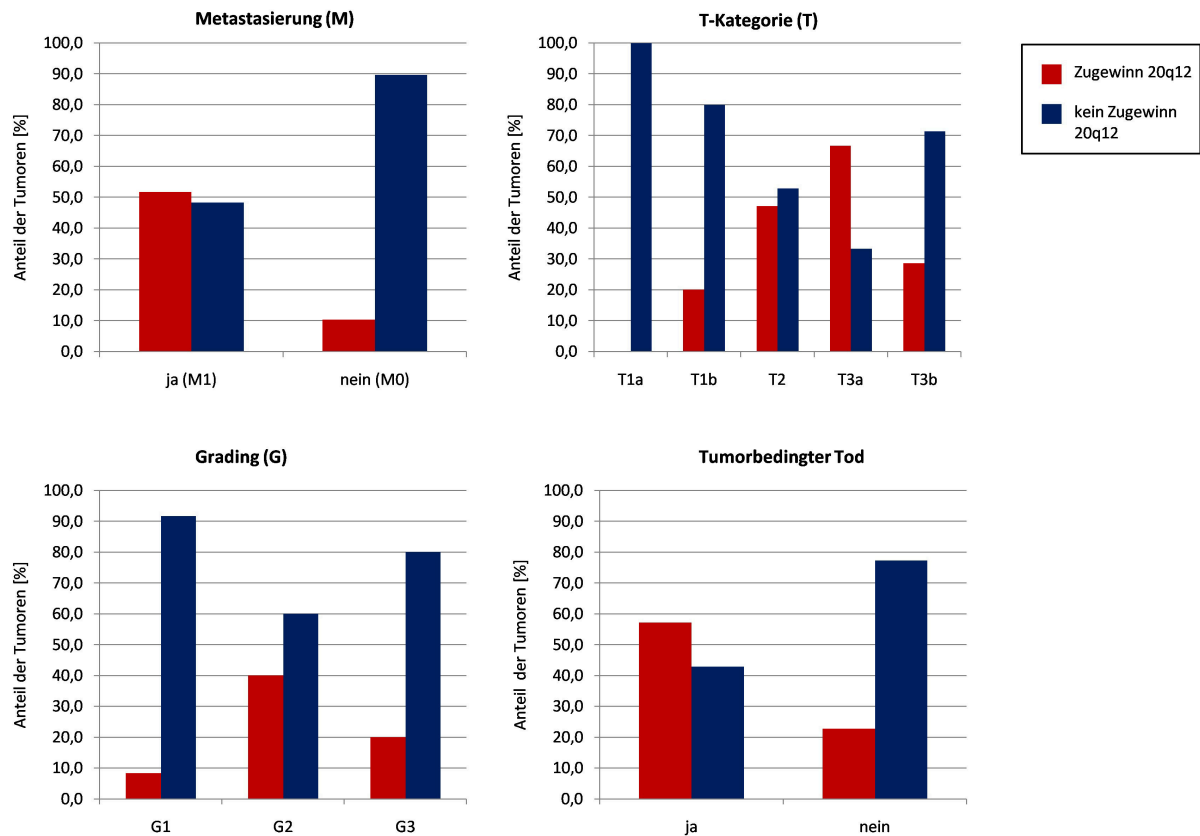 Metastasierung (M)
Anteil der Tumoren [%]
100,0
90,0
80,0
70,0
60,0
50,0
40,0
30,0
20,0
10,0
0,0
ja (M1) nein (M0)
T-Kategorie (T)
Anteil der Tumoren [%]
100,0
90,0
80,0
70,0
60,0
50,0
40,0
30,0
20,0
10,0
0,0
T1a T1b T2 T3a T3b
Zugewinn 20q12
kein Zugewinn
20q12
Grading (G)
Anteil der Tumoren [%]
100,0
90,0
80,0
70,0
60,0
50,0
40,0
30,0
20,0
10,0
0,0
G1 G2 G3
Tumorbedingter Tod
Anteil der Tumoren [%]
100,0
90,0
80,0
70,0
60,0
50,0
40,0
30,0
20,0
10,0
0,0
ja nein